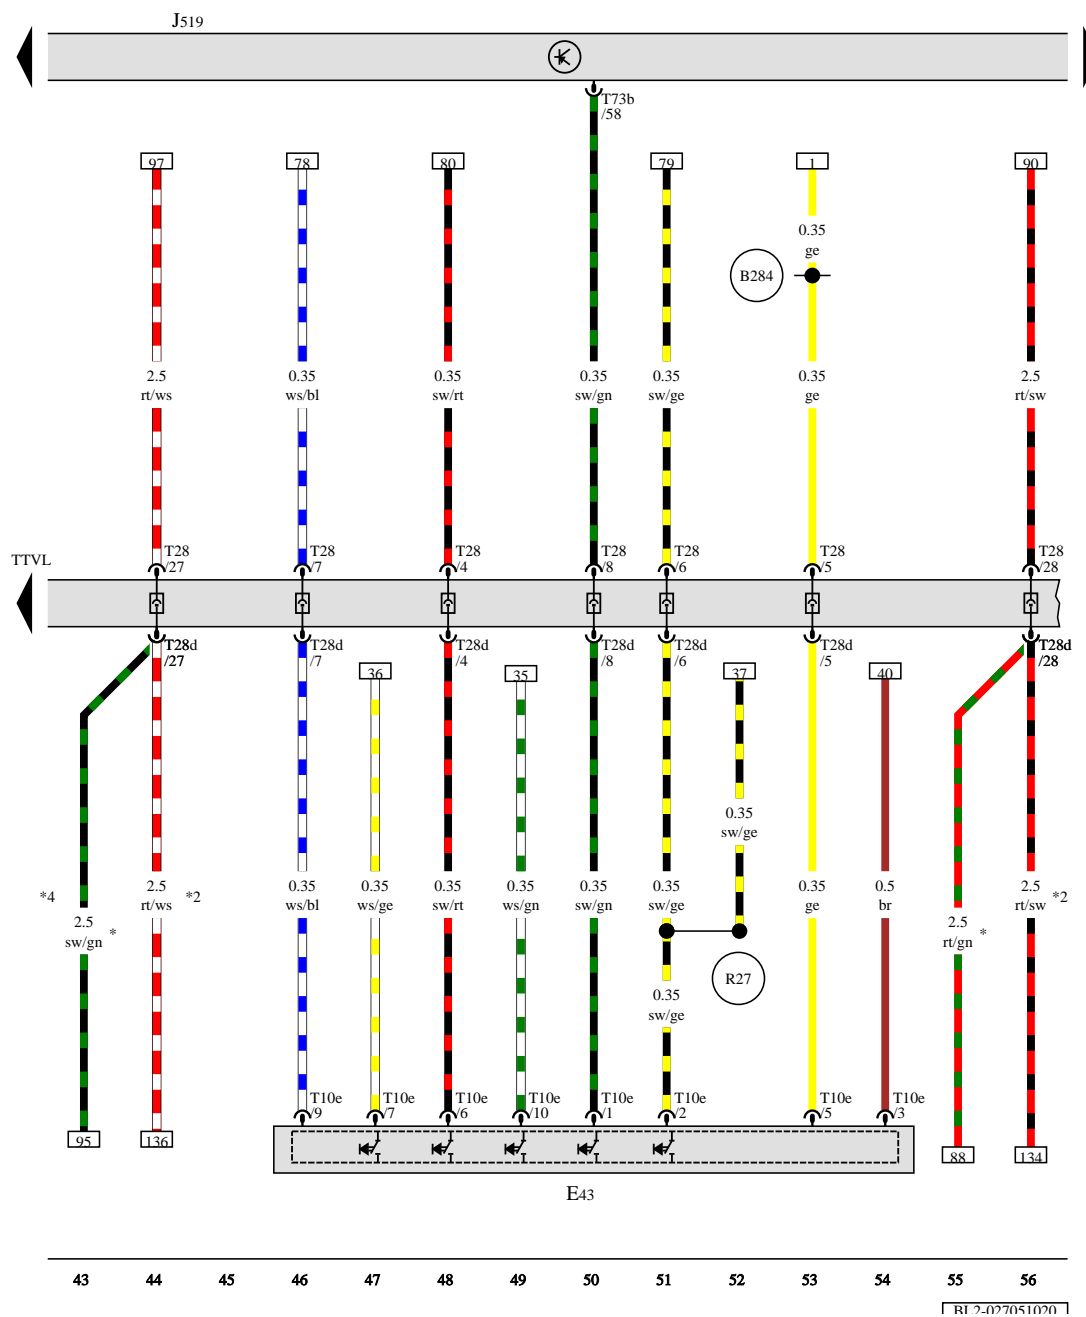 J519
T73b
/58
97
78
80
79
1
90
0.35
ge
B284
2.5
rt/ws
0.35
ws/bl
0.35
sw/rt
0.35
sw/gn
0.35
sw/ge
0.35
ge
2.5
rt/sw
TTVL
T28
/27
T28
/7
T28
/4
T28
/8
T28
/6
T28
/5
T28
/28
T28d
/27
T28d
/7
T28d
/4
T28d
/8
T28d
/6
T28d
/5
T28d
/28
36
35
37
40
0.35
sw/ge
*4
2.5
sw/gn *
2.5
rt/ws *2
0.35
ws/bl
0.35
ws/ge
0.35
sw/rt
0.35
ws/gn
0.35
sw/gn
0.35
sw/ge
0.35
ge
0.5
br
2.5
rt/gn *
2.5
rt/sw *2
R27
0.35
sw/ge
T10e
/9
T10e
/7
T10e
/6
T10e
/10
T10e
/1
T10e
/2
T10e
/5
T10e
/3
95
136
88
134
E43
43 44 45 46 47 48 49 50 51 52 53 54 55 56
BL2-027051020